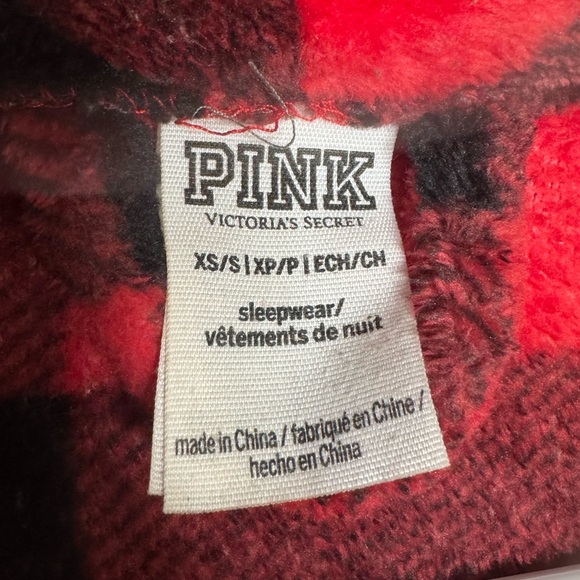 PINK
VICTORIA'S SECRET
XS/S | XP/P | ECH/CH
sleepwear/
vêtements de nuit
made in China / fabriqué en Chine /
hecho en China